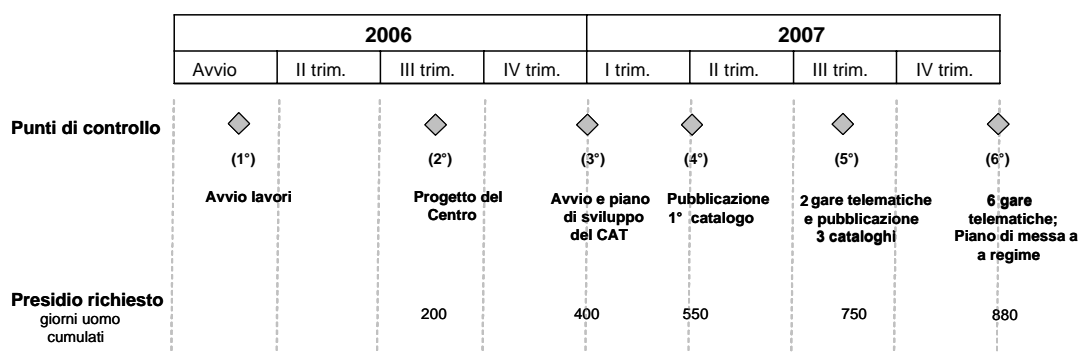 2006 2007
Avvio II trim. III trim. IV trim. I trim. II trim. III trim. IV trim.
Punti di controllo
(1°) (2°) (3°) (4°) (5°) (6°)
Avvio lavori
Progetto del
Centro
Avvio e piano
di sviluppo
del CAT
Pubblicazione
1° catalogo
2 gare telematiche
e pubblicazione
3 cataloghi
6 gare
telematiche;
Piano di messa a
a regime
Presidio richiesto
giorni uomo
cumulati
200 400 550 750 880